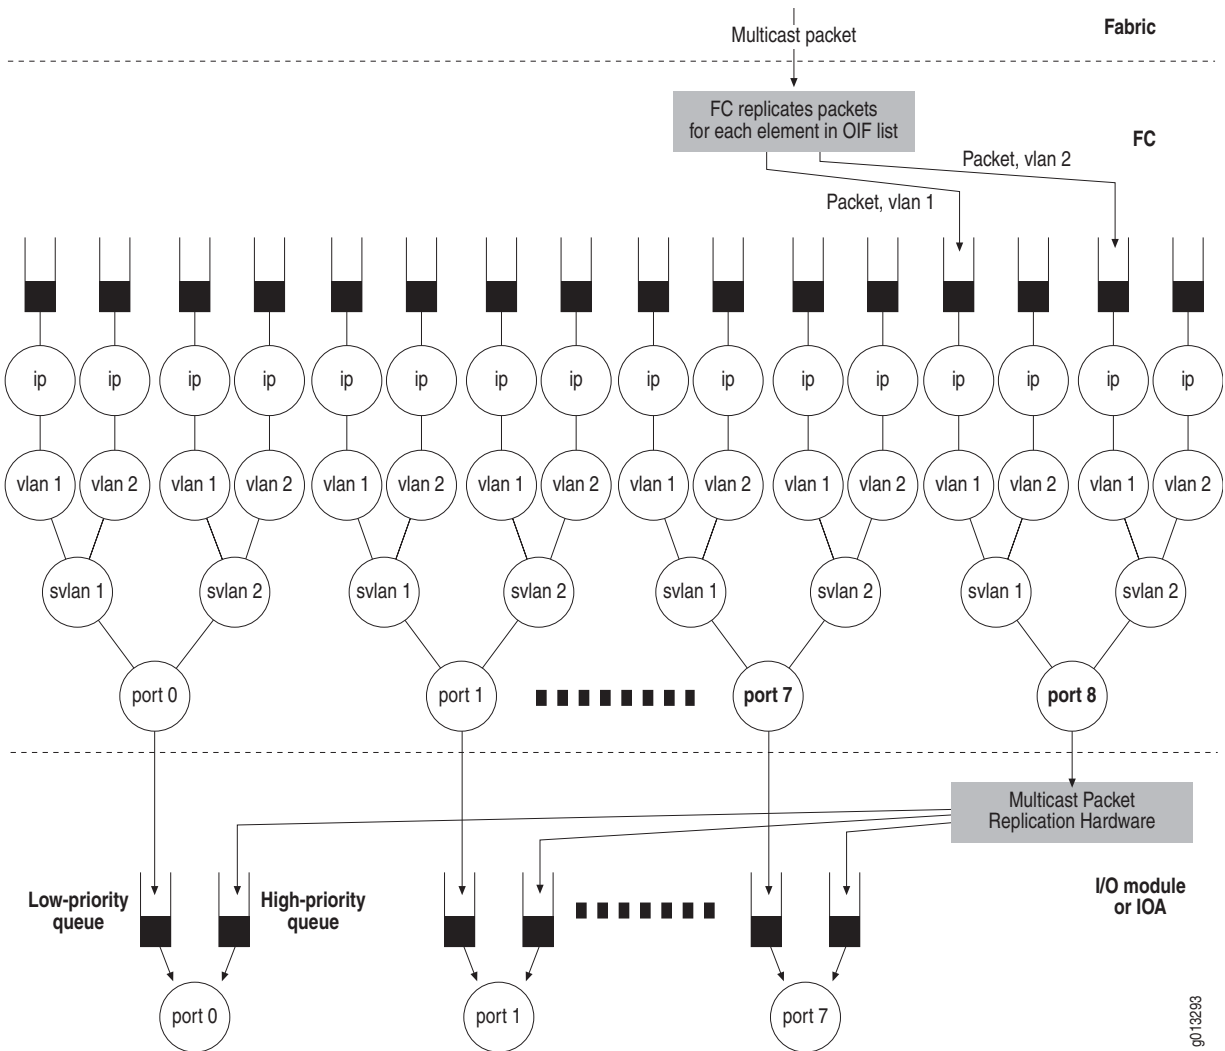 Fabric
Multicast packet
FC replicates packets
for each element in OIF list
FC
Packet, vlan 2
Packet, vlan 1
ip ip ip ip ip ip ip ip ip ip ip ip ip ip ip ip
vlan 1 vlan 2 vlan 1 vlan 2 vlan 1 vlan 2 vlan 1 vlan 2 vlan 1 vlan 2 vlan 1 vlan 2 vlan 1 vlan 2 vlan 1 vlan 2
svlan 1 svlan 2 svlan 1 svlan 2 svlan 1 svlan 2 svlan 1 svlan 2
port 0 port 1 port 7 port 8
Multicast Packet
Replication Hardware
Low-priority
queue
High-priority
queue
I/O module
or IOA
port 0 port 1 port 7
g013293